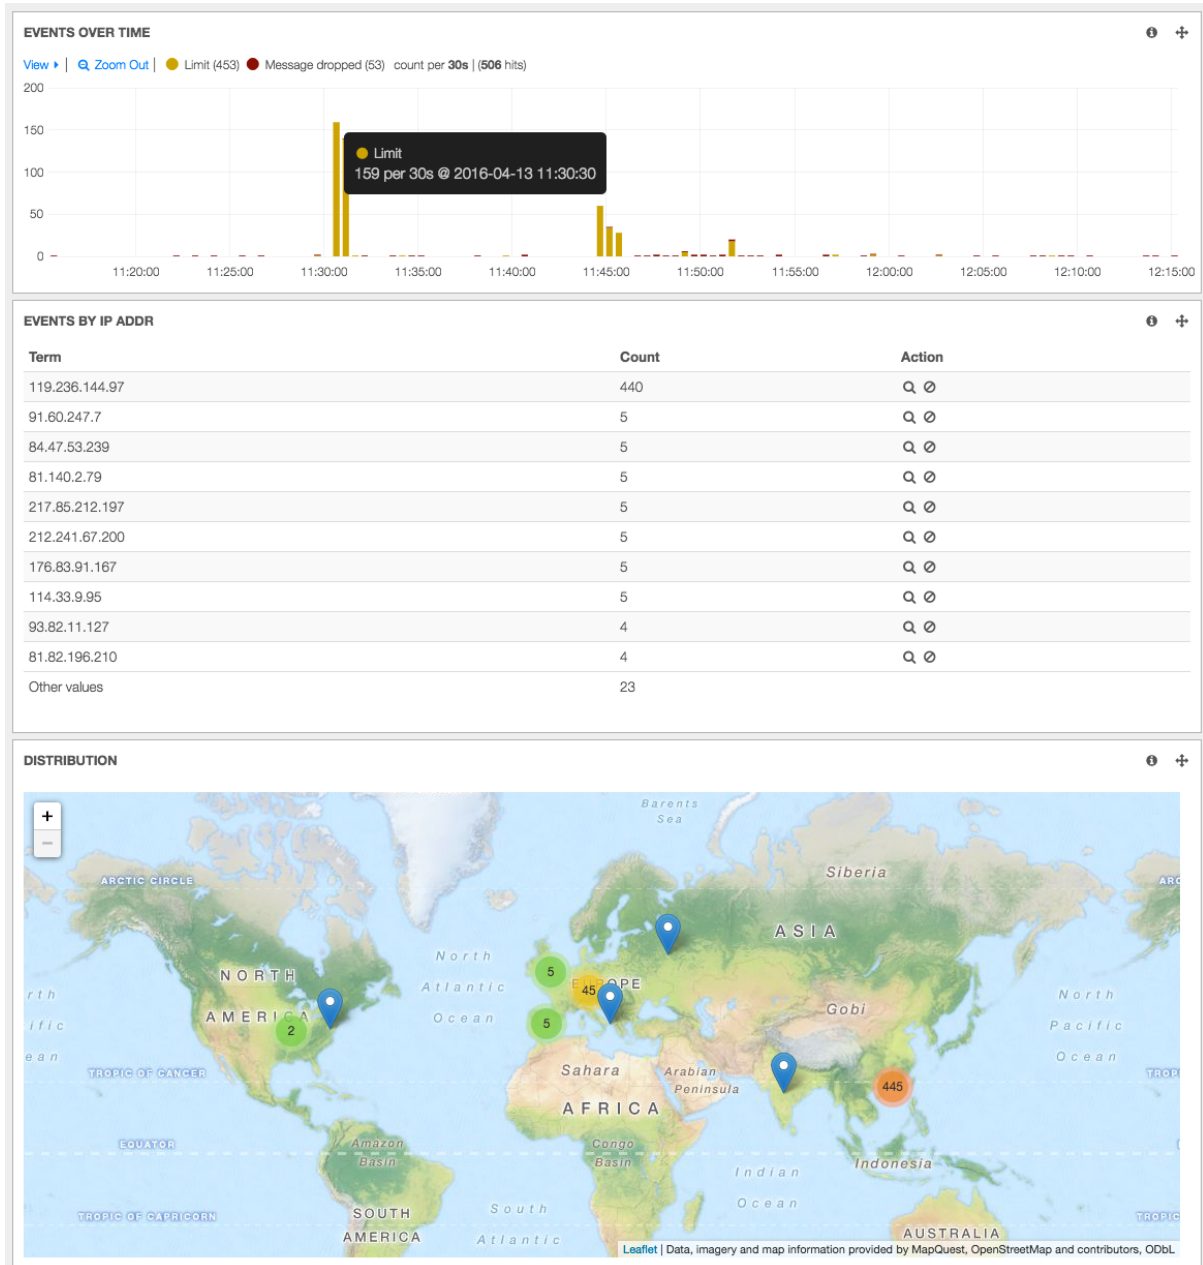 EVENTS OVER TIME
View | Zoom Out | Limit (453) Message dropped (53) count per 30s | (506 hits)
200
150
100
50
0
Limit
159 per 30s @ 2016-04-13 11:30:30
11:20:00 11:25:00 11:30:00 11:35:00 11:40:00 11:45:00 11:50:00 11:55:00 12:00:00 12:05:00 12:10:00 12:15:00
EVENTS BY IP ADDR
Term Count Action
119.236.144.97 440
91.60.247.7 5
84.47.53.239 5
81.140.2.79 5
217.85.212.197 5
212.241.67.200 5
176.83.91.167 5
114.33.9.95 5
93.82.11.127 4
81.82.196.210 4
Other values 23
DISTRIBUTION
+
−
Barents
Sea
ARCTIC CIRCLE
Siberia
ARC
ASIA
North
Atlantic
Ocean
NORTH
AMERICA
5
45
5
2
Gobi
North
Pacific
Ocean
rth
ific
ean
TROPIC OF CANCER
Sahara
Arabian
Peninsula
445
TROPI
AFRICA
EQUATOR
Amazon
Basin
Congo
Basin
Indian
Ocean
Indonesia
TROPIC OF CAPRICORN
SOUTH
AMERICA
South
Atlantic
AUSTRALIA
TROPIC
Leaflet | Data, imagery and map information provided by MapQuest, OpenStreetMap and contributors, ODbL